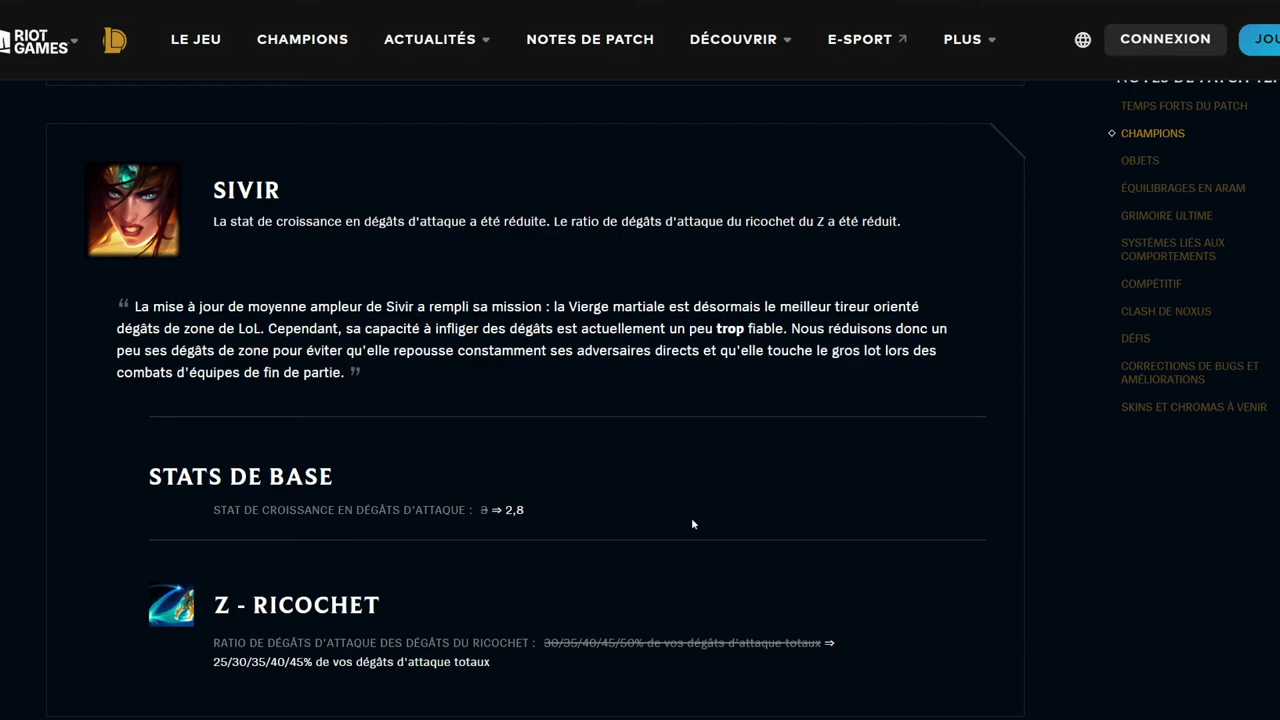 RIOT GAMES
LE JEU CHAMPIONS ACTUALITÉS DÉCOUVRIR NOTES DE PATCH E-SPORT PLUS CONNEXION
SIVIR
La stat de croissance en dégâts d'attaque a été réduite. Le ratio de dégâts d'attaque du ricochet du Z a été réduit.
“ La mise à jour de moyenne ampleur de Sivir a rempli sa mission : la Vierge martiale est désormais le meilleur tireur orienté
dégâts de zone de LoL. Cependant, sa capacité à infliger des dégâts est actuellement un peu trop fiable. Nous réduisons donc un
peu ses dégâts de zone pour éviter qu'elle repousse constamment ses adversaires directs et qu'elle touche le gros lot lors des
combats d'équipes de fin de partie. ”
STATS DE BASE
STAT DE CROISSANCE EN DÉGÂTS D'ATTAQUE : 3 ⇒ 2,8
Z - RICOCHET
RATIO DE DÉGÂTS D'ATTAQUE DES DÉGÂTS DU RICOCHET : 30/35/40/45/50% de vos dégâts d'attaque totaux ⇒
25/30/35/40/45% de vos dégâts d'attaque totaux
NOTES DE PATCH
TEMPS FORTS DU PATCH
CHAMPIONS
OBJETS
ÉQUILIBRAGES EN ARAM
GRIMOIRE ULTIME
SYSTÈMES LIÉS AUX
COMPORTEMENTS
COMPÉTITIF
CLASH DE NOXUS
DÉFIS
CORRECTIONS DE BUGS ET
AMÉLIORATIONS
SKINS ET CHROMAS À VENIR